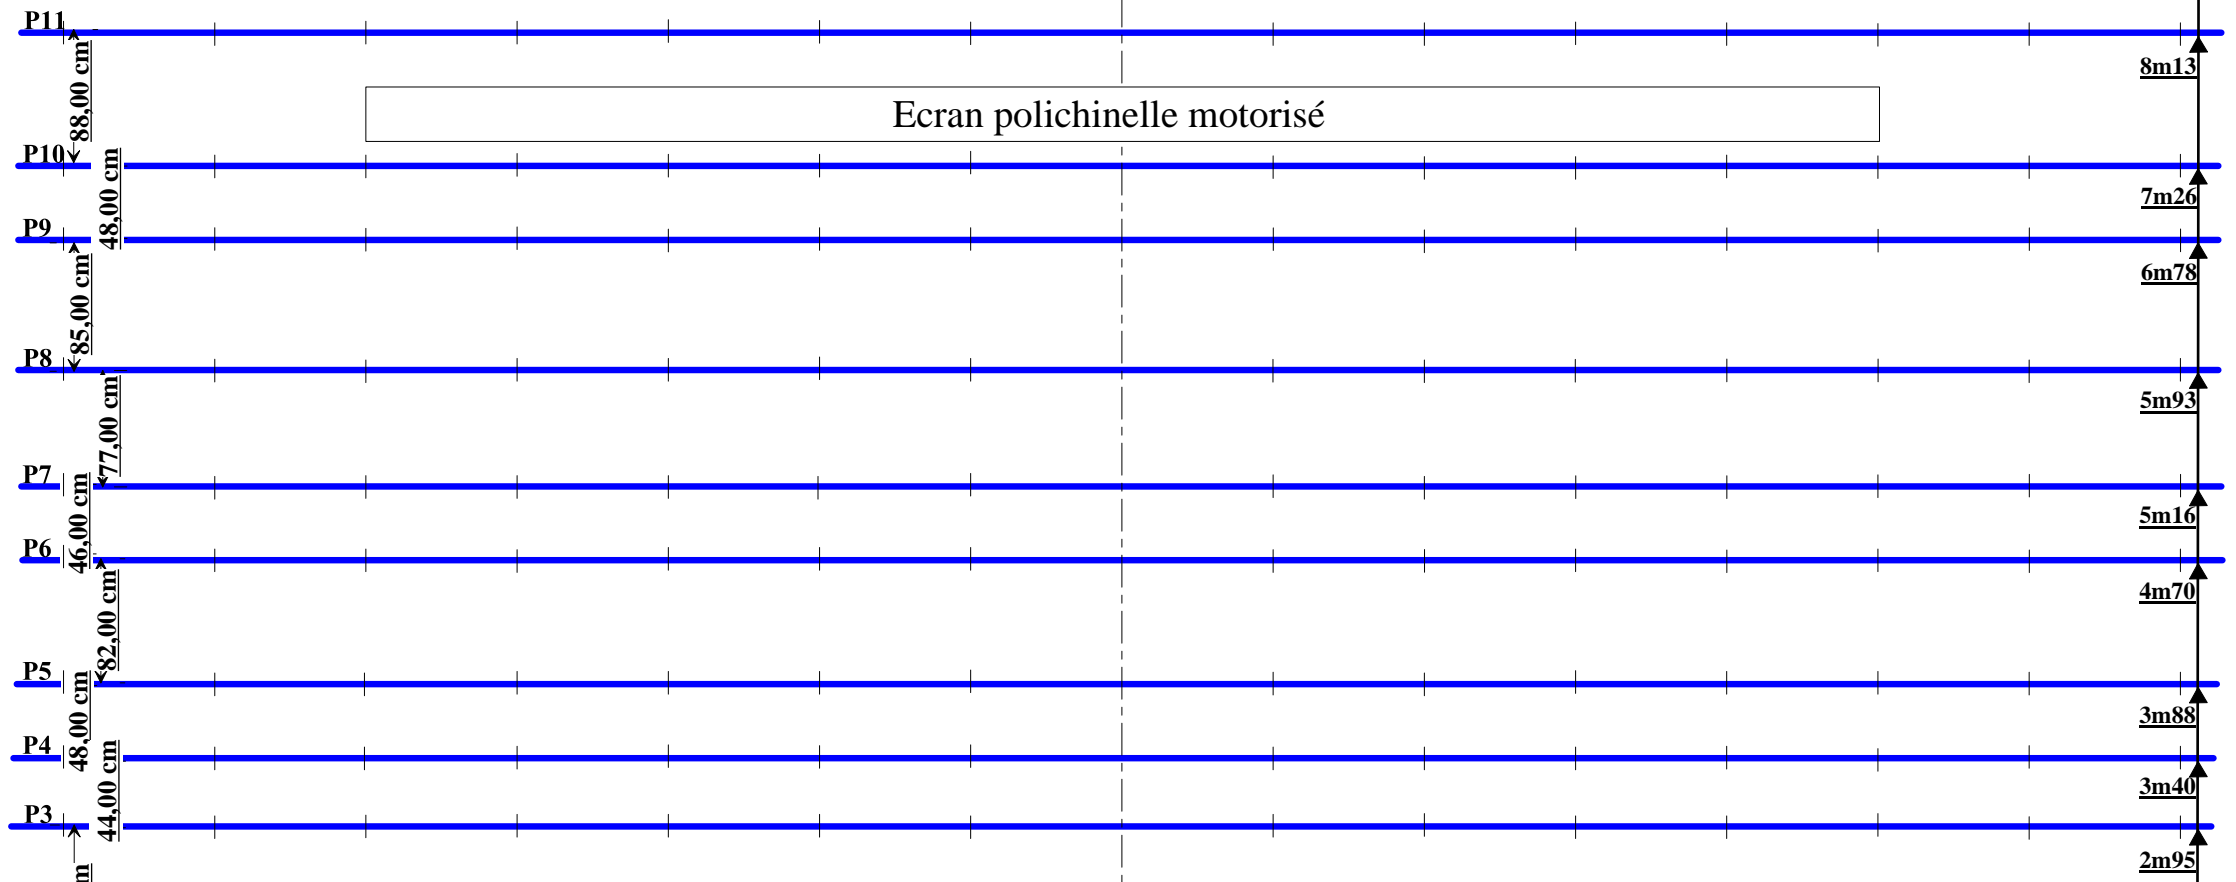 P11
8m13
88,00 cm
Ecran polichinelle motorisé
P10
7m26
48,00 cm
P9
6m78
85,00 cm
P8
5m93
77,00 cm
P7
5m16
46,00 cm
P6
4m70
82,00 cm
P5
3m88
48,00 cm
P4
3m40
44,00 cm
P3
2m95
m